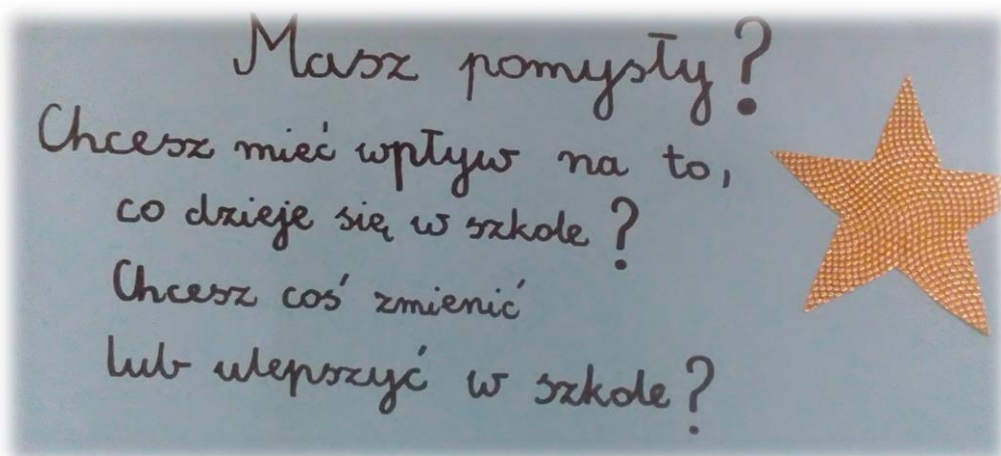 Masz pomysły?
Chcesz mieć wpływ na to,
co dzieje się w szkole?
Chcesz coś zmienić
lub ulepszyć w szkole?